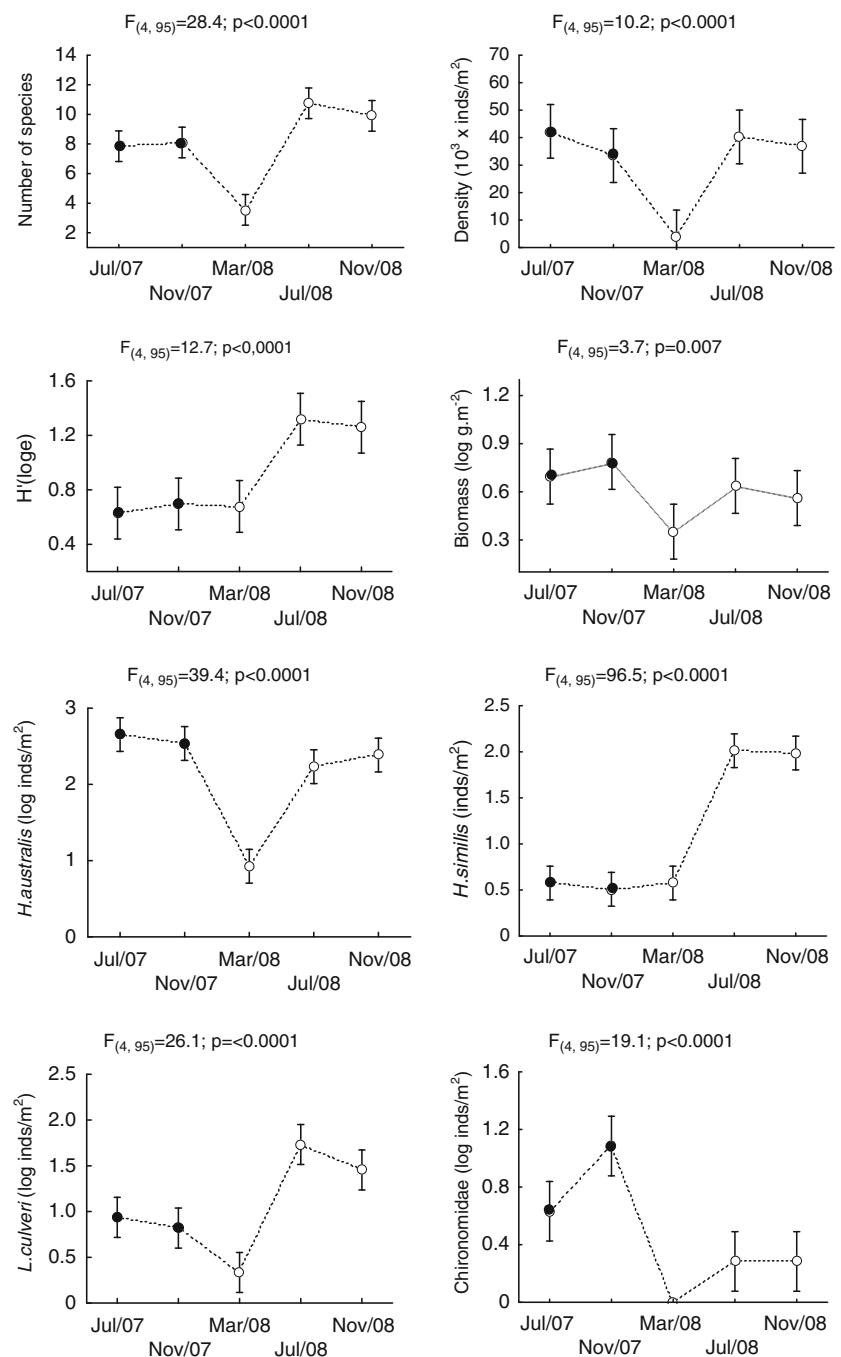 F(4, 95)=28.4; p<0.0001
Number of species
14
12
10
8
6
4
2
Jul/07
Nov/07
Mar/08
Jul/08
Nov/08
F(4, 95)=10.2; p<0.0001
Density (10³ x inds/m²)
70
60
50
40
30
20
10
0
Jul/07
Nov/07
Mar/08
Jul/08
Nov/08
F(4, 95)=12.7; p<0,0001
H'(loge)
1.6
1.2
0.8
0.4
Jul/07
Nov/07
Mar/08
Jul/08
Nov/08
F(4, 95)=3.7; p=0.007
Biomass (log g.m⁻²)
1.2
0.9
0.6
0.3
Jul/07
Nov/07
Mar/08
Jul/08
Nov/08
F(4, 95)=39.4; p<0.0001
H.australis (log inds/m²)
3
2
1
0
Jul/07
Nov/07
Mar/08
Jul/08
Nov/08
F(4, 95)=96.5; p<0.0001
H.similis (inds/m²)
2.5
2.0
1.5
1.0
0.5
0
Jul/07
Nov/07
Mar/08
Jul/08
Nov/08
F(4, 95)=26.1; p=<0.0001
L.culveri (log inds/m²)
2.5
2.0
1.5
1.0
0.5
0
Jul/07
Nov/07
Mar/08
Jul/08
Nov/08
F(4, 95)=19.1; p<0.0001
Chironomidae (log inds/m²)
1.6
1.2
0.8
0.4
0
Jul/07
Nov/07
Mar/08
Jul/08
Nov/08